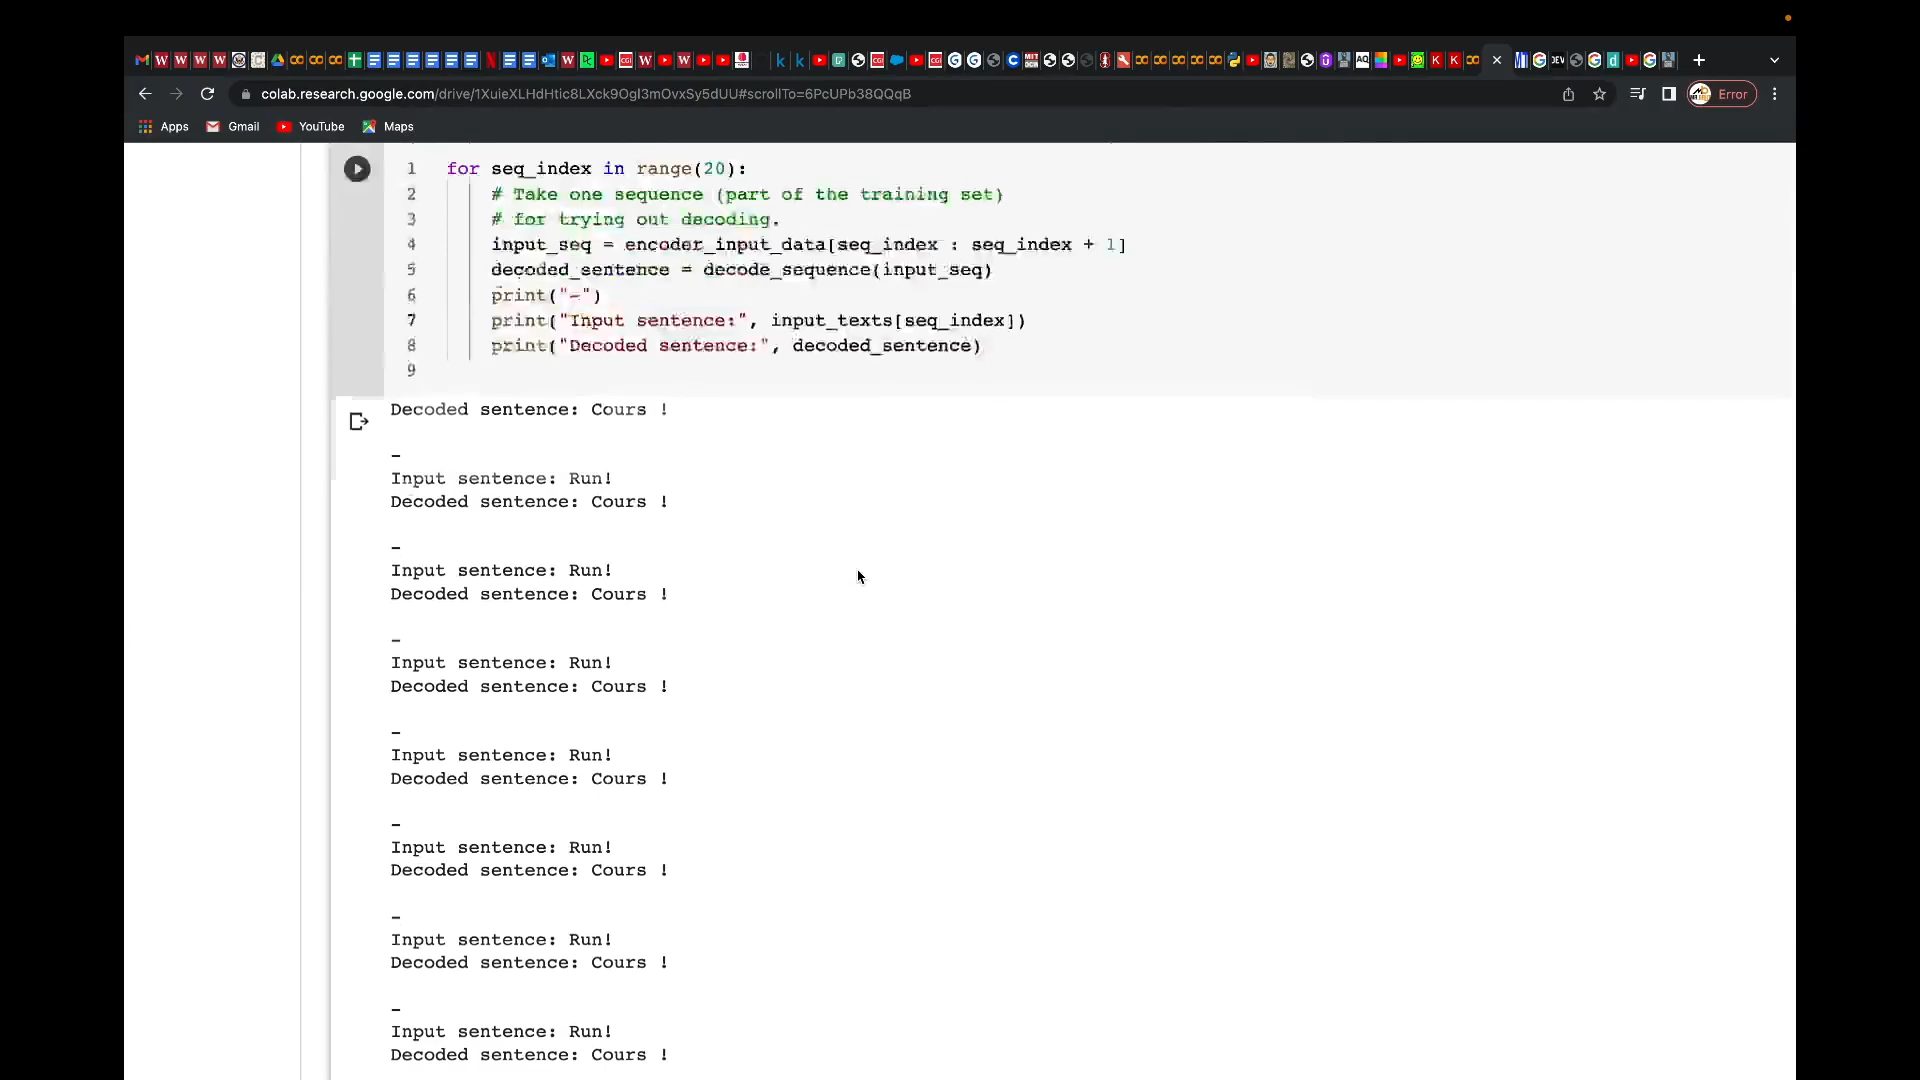 colab.research.google.com/drive/1XuieXLHdHtic8LXck9OgI3mOvxSy5dUU#scrollTo=6PcUPb38QQqB
Error
Apps
Gmail
YouTube
Maps
1 for seq_index in range(20):
2 # Take one sequence (part of the training set)
3 # for trying out decoding.
4 input_seq = encoder_input_data[seq_index : seq_index + 1]
5 decoded_sentence = decode_sequence(input_seq)
6 print("-")
7 print("Input sentence:", input_texts[seq_index])
8 print("Decoded sentence:", decoded_sentence)
9
Decoded sentence: Cours !
-
Input sentence: Run!
Decoded sentence: Cours !
-
Input sentence: Run!
Decoded sentence: Cours !
-
Input sentence: Run!
Decoded sentence: Cours !
-
Input sentence: Run!
Decoded sentence: Cours !
-
Input sentence: Run!
Decoded sentence: Cours !
-
Input sentence: Run!
Decoded sentence: Cours !
-
Input sentence: Run!
Decoded sentence: Cours !